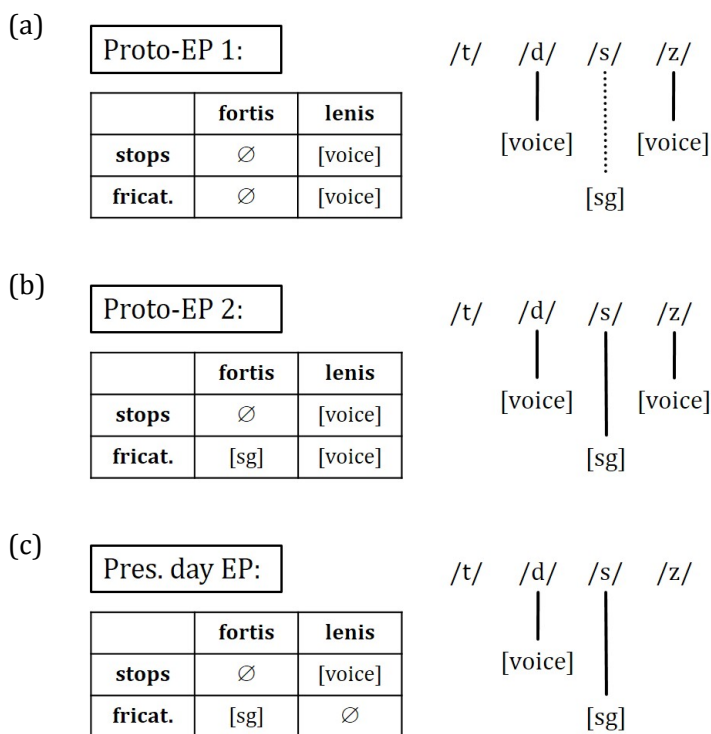 (a)
Proto-EP 1:
/t/ /d/ /s/ /z/
fortis lenis
[voice] [voice]
stops ∅ [voice]
fricat. ∅ [voice]
[sg]
(b)
Proto-EP 2:
/t/ /d/ /s/ /z/
fortis lenis
[voice] [voice]
stops ∅ [voice]
fricat. [sg] [voice]
[sg]
(c)
Pres. day EP:
/t/ /d/ /s/ /z/
fortis lenis
[voice]
stops ∅ [voice]
fricat. [sg] ∅
[sg]